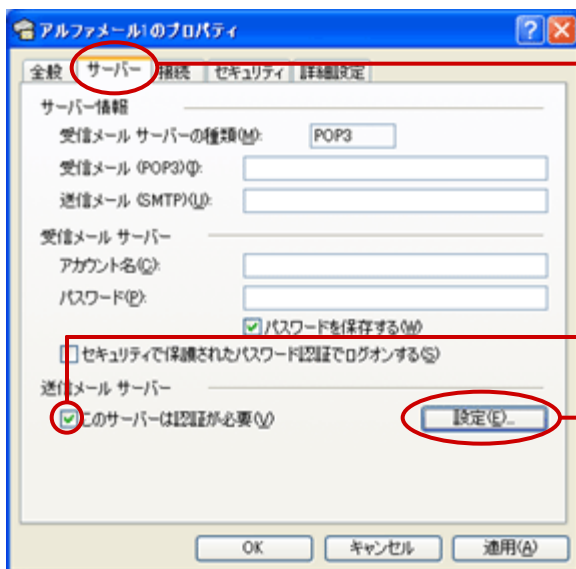 アルファメール1のプロパティ
全般 サーバー 接続 セキュリティ 詳細設定
サーバー情報
受信メール サーバーの種類(M): POP3
受信メール (POP3)(I):
送信メール (SMTP)(U):
受信メール サーバー
アカウント名(C):
パスワード(P):
パスワードを保存する(W)
セキュリティで保護されたパスワード認証でログオンする(S)
送信メール サーバー
このサーバーは認証が必要(V) 設定(E)...
OK キャンセル 適用(A)